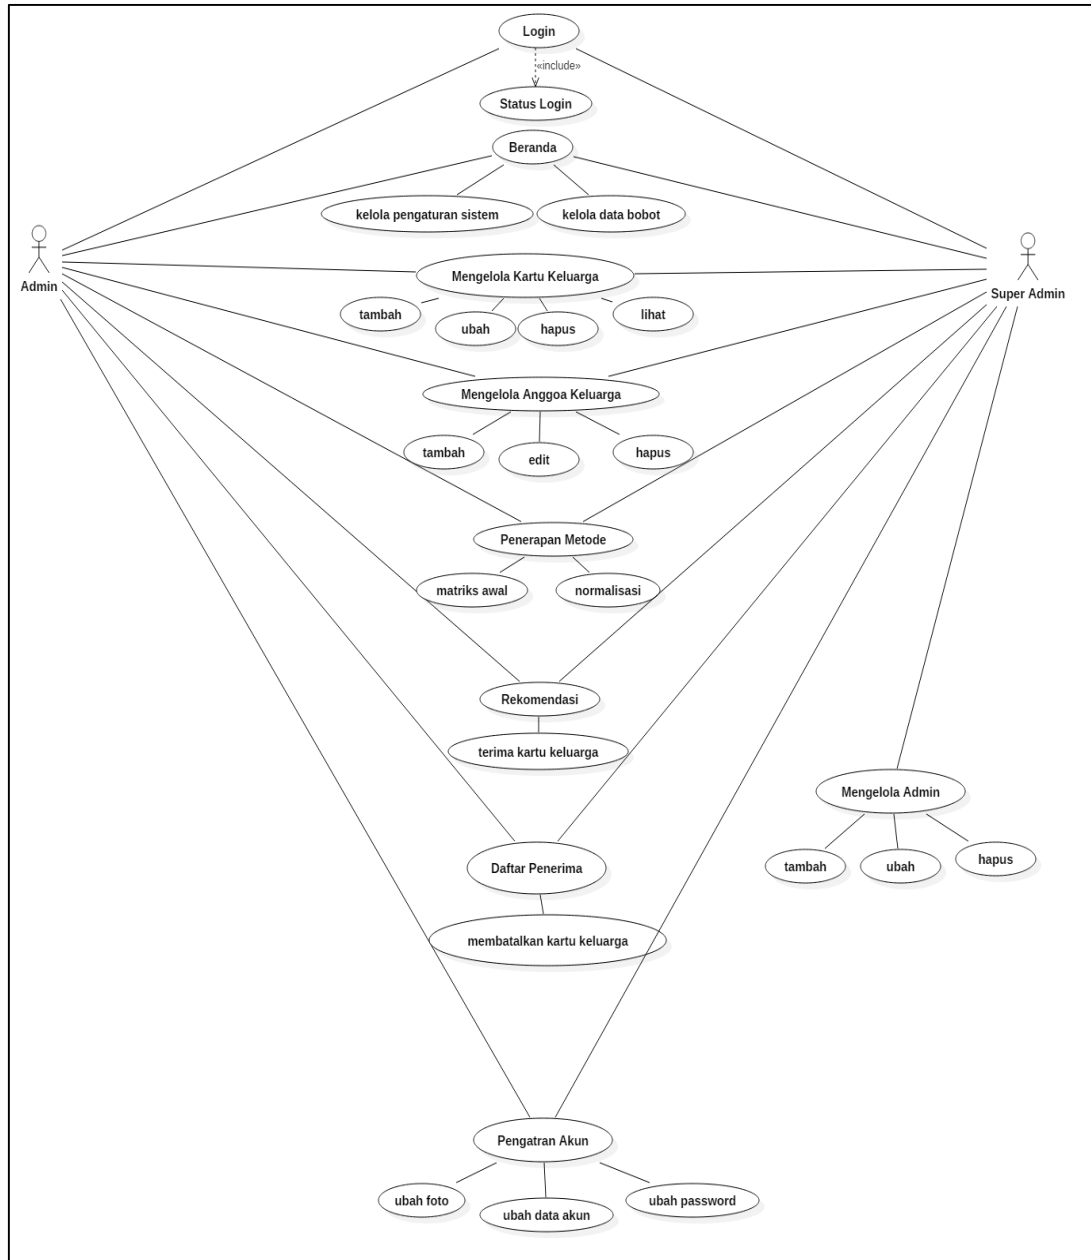 Login
«include»
Status Login
Beranda
kelola pengaturan sistem
kelola data bobot
Admin
Super Admin
Mengelola Kartu Keluarga
tambah
ubah
hapus
lihat
Mengelola Anggoa Keluarga
tambah
edit
hapus
Penerapan Metode
matriks awal
normalisasi
Rekomendasi
terima kartu keluarga
Mengelola Admin
tambah
ubah
hapus
Daftar Penerima
membatalkan kartu keluarga
Pengatran Akun
ubah foto
ubah data akun
ubah password